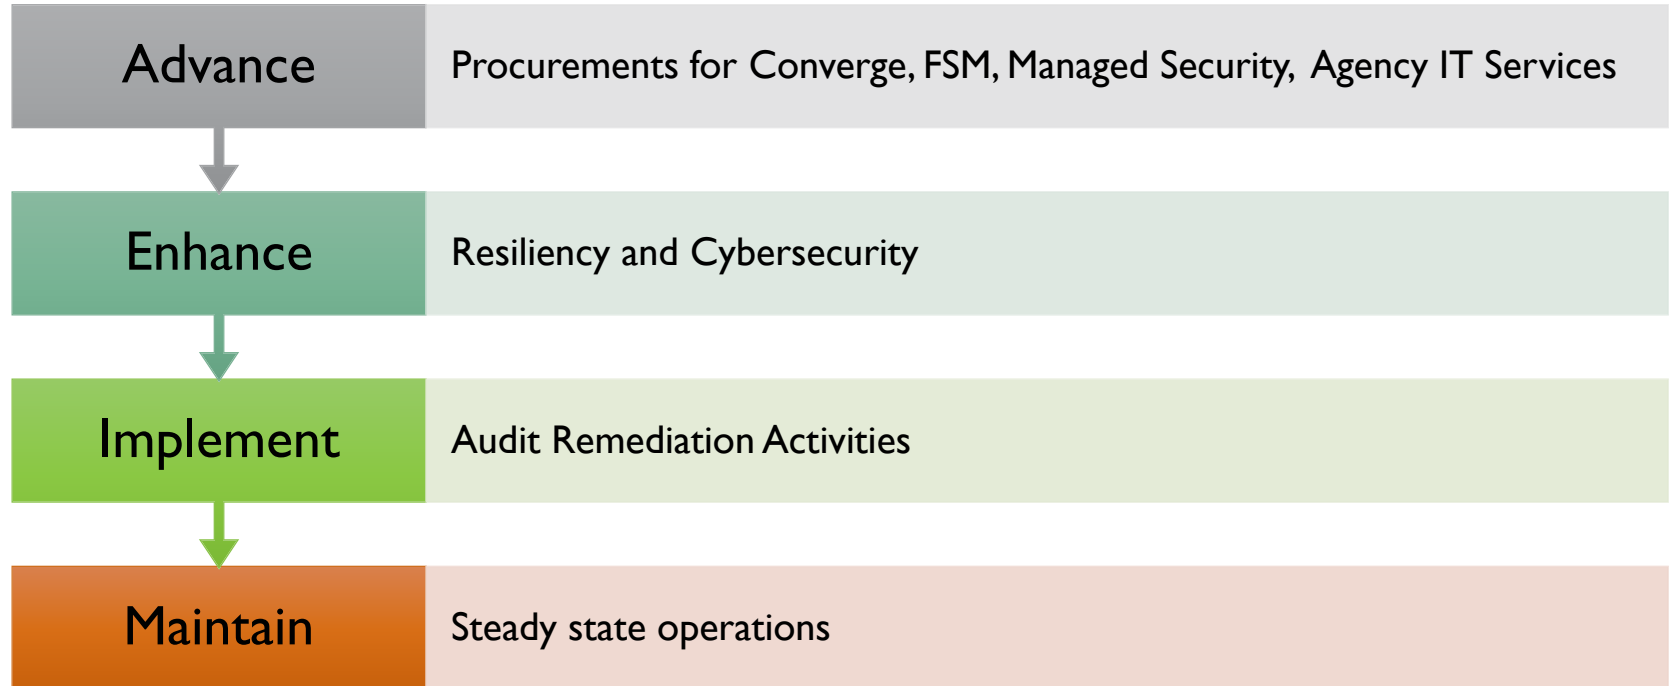 Advance
Procurements for Converge, FSM, Managed Security, Agency IT Services
Enhance
Resiliency and Cybersecurity
Implement
Audit Remediation Activities
Maintain
Steady state operations